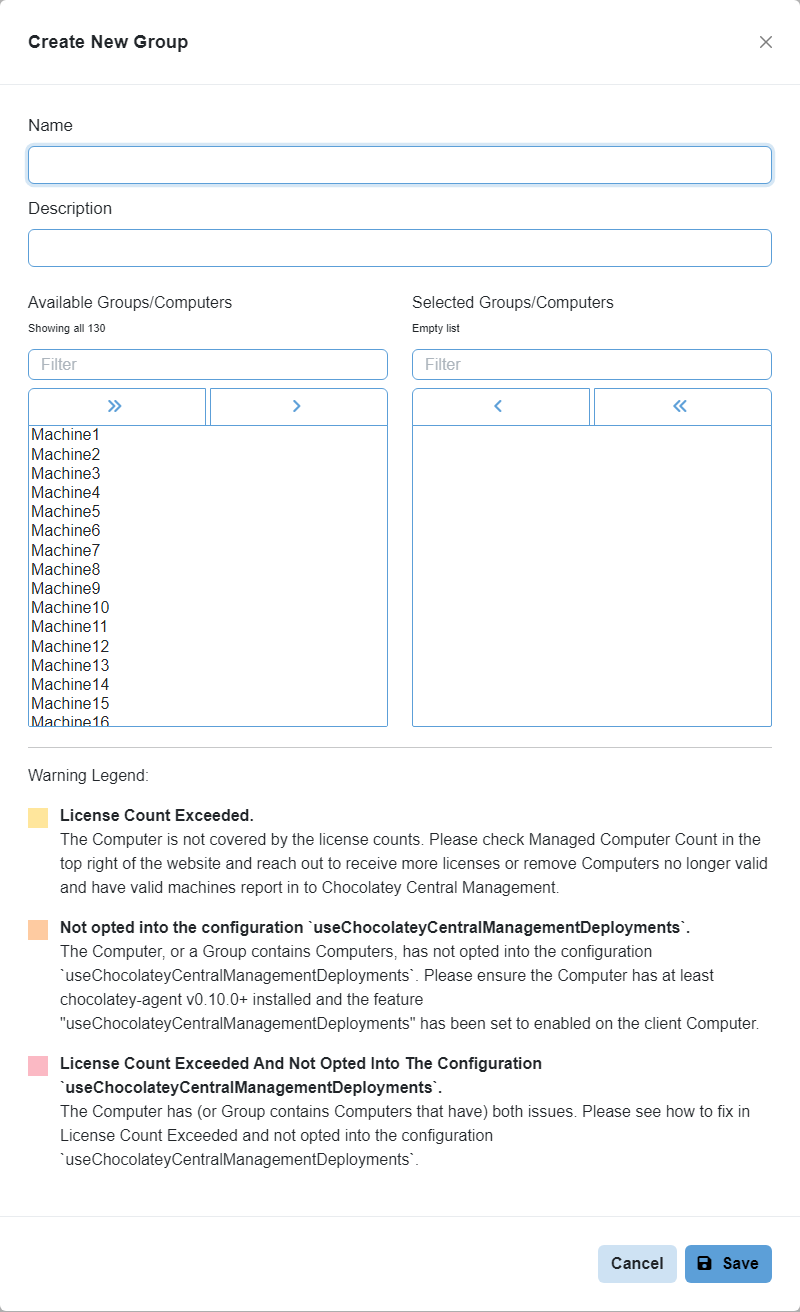 Create New Group
Name
Description
Available Groups/Computers
Showing all 130
Filter
Machine1
Machine2
Machine3
Machine4
Machine5
Machine6
Machine7
Machine8
Machine9
Machine10
Machine11
Machine12
Machine13
Machine14
Machine15
Machine16
Selected Groups/Computers
Empty list
Filter
Warning Legend:
License Count Exceeded.
The Computer is not covered by the license counts. Please check Managed Computer Count in the
top right of the website and reach out to receive more licenses or remove Computers no longer valid
and have valid machines report in to Chocolatey Central Management.
Not opted into the configuration `useChocolateyCentralManagementDeployments`.
The Computer, or a Group contains Computers, has not opted into the configuration
`useChocolateyCentralManagementDeployments`. Please ensure the Computer has at least
chocolatey-agent v0.10.0+ installed and the feature
"useChocolateyCentralManagementDeployments" has been set to enabled on the client Computer.
License Count Exceeded And Not Opted Into The Configuration
`useChocolateyCentralManagementDeployments`.
The Computer has (or Group contains Computers that have) both issues. Please see how to fix in
License Count Exceeded and not opted into the configuration
`useChocolateyCentralManagementDeployments`.
Cancel
Save